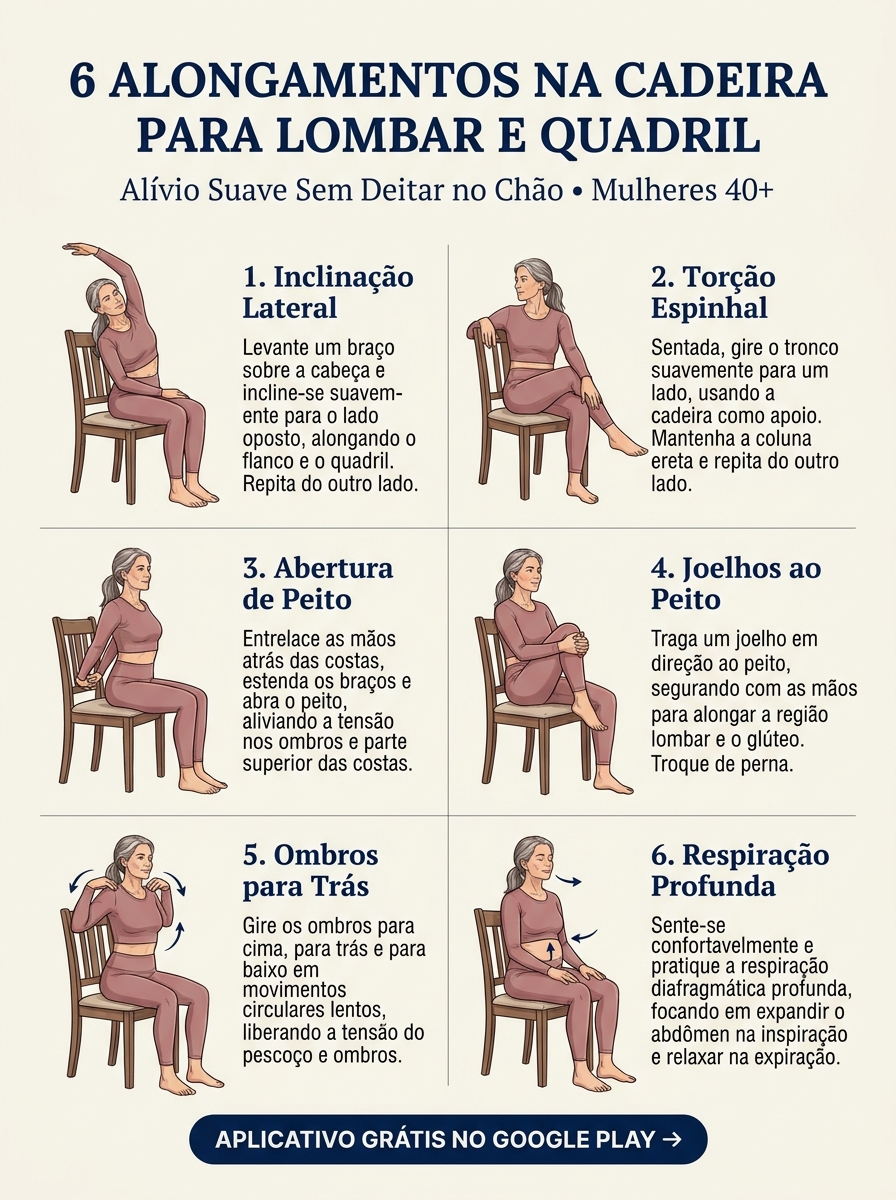 6 ALONGAMENTOS NA CADEIRA
PARA LOMBAR E QUADRIL
Alívio Suave Sem Deitar no Chão • Mulheres 40+
1. Inclinação
Lateral
Levante um braço
sobre a cabeça e
incline-se suavem-
ente para o lado
oposto, alongando o
flanco e o quadril.
Repita do outro lado.
2. Torção
Espinhal
Sentada, gire o tronco
suavemente para um
lado, usando a
cadeira como apoio.
Mantenha a coluna
ereta e repita do outro
lado.
3. Abertura
de Peito
Entrelace as mãos
atrás das costas,
estenda os braços e
abra o peito,
aliviando a tensão
nos ombros e parte
superior das costas.
4. Joelhos ao
Peito
Traga um joelho em
direção ao peito,
segurando com as mãos
para alongar a região
lombar e o glúteo.
Troque de perna.
5. Ombros
para Trás
Gire os ombros para
cima, para trás e para
baixo em
movimentos
circulares lentos,
liberando a tensão do
pescoço e ombros.
6. Respiração
Profunda
Sente-se
confortavelmente e
pratique a respiração
diafragmática profunda,
focando em expandir o
abdômen na inspiração
e relaxar na expiração.
APLICATIVO GRÁTIS NO GOOGLE PLAY →